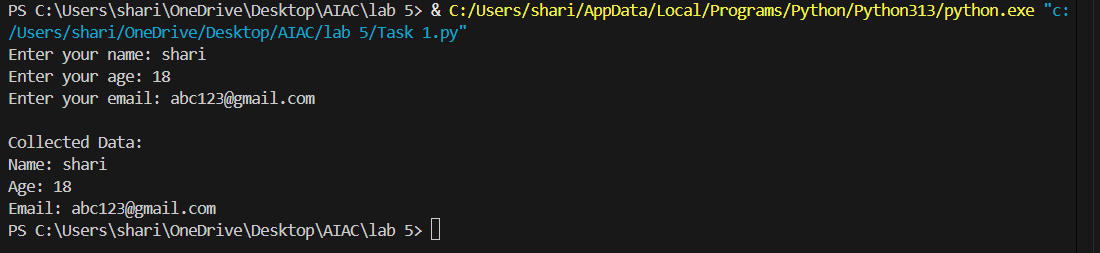 PS C:\Users\shari\OneDrive\Desktop\AIAC\lab 5> & C:/Users/shari/AppData/Local/Programs/Python/Python313/python.exe "c:
/Users/shari/OneDrive/Desktop/AIAC/lab 5/Task 1.py"
Enter your name: shari
Enter your age: 18
Enter your email: abc123@gmail.com
Collected Data:
Name: shari
Age: 18
Email: abc123@gmail.com
PS C:\Users\shari\OneDrive\Desktop\AIAC\lab 5>